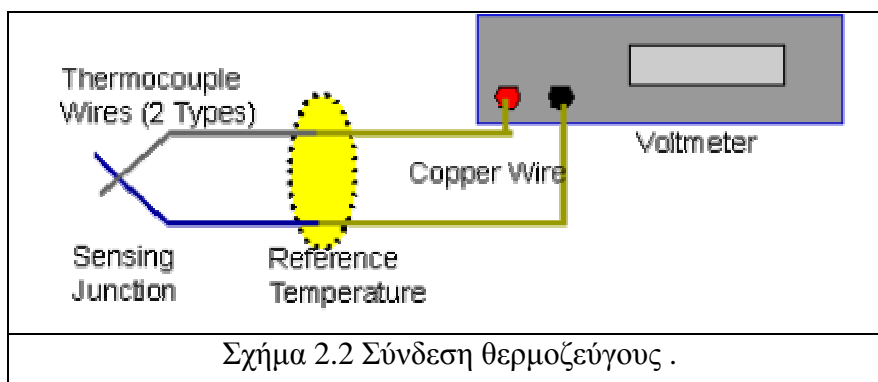 Thermocouple
Wires (2 Types)
Voltmeter
Copper Wire
Sensing
Junction
Reference
Temperature
Σχήμα 2.2 Σύνδεση θερμοζεύγους .